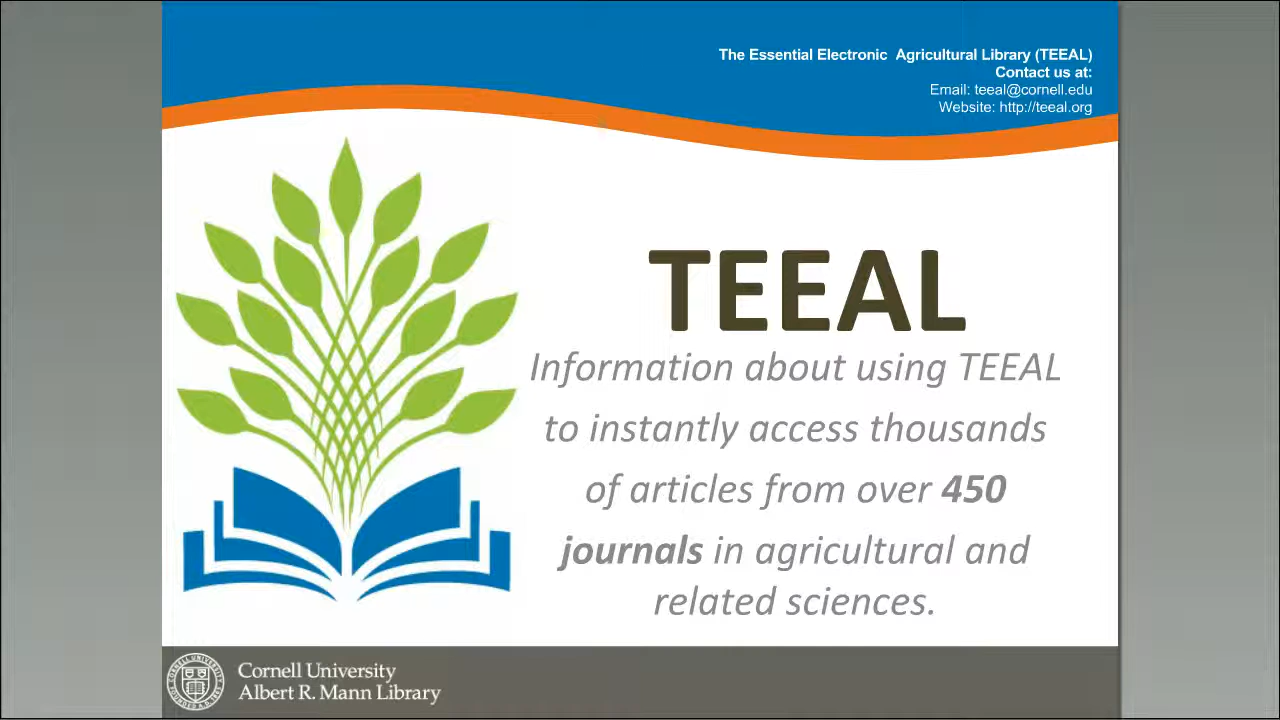 The Essential Electronic Agricultural Library (TEEAL)
Contact us at:
Email: teeal@cornell.edu
Website: http://teeal.org
TEEAL
Information about using TEEAL
to instantly access thousands
of articles from over 450
journals in agricultural and
related sciences.
Cornell University
Albert R. Mann Library